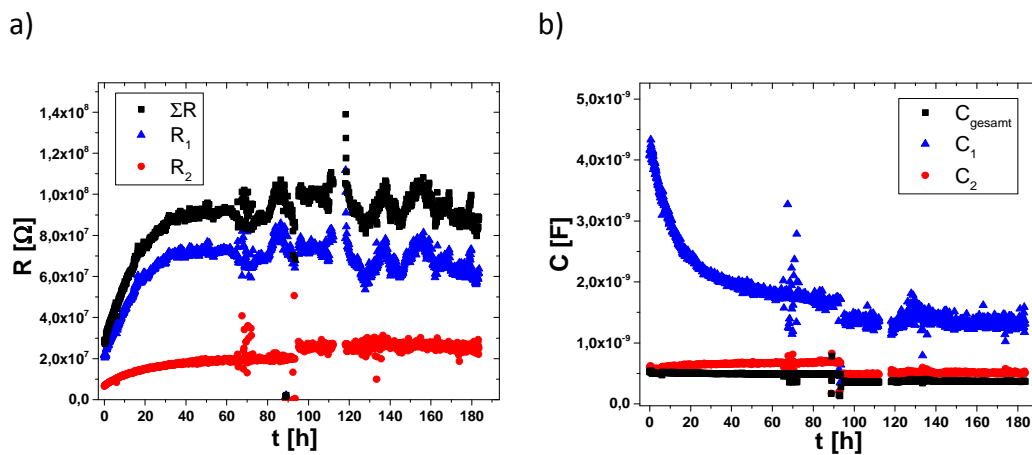 a)
b)
ΣR
R1
R2
1,4x10^8
1,2x10^8
1,0x10^8
8,0x10^7
6,0x10^7
4,0x10^7
2,0x10^7
0,0
R [Ω]
0 20 40 60 80 100 120 140 160 180
t [h]
Cgesamt
C1
C2
5,0x10^-9
4,0x10^-9
3,0x10^-9
2,0x10^-9
1,0x10^-9
0,0
C [F]
0 20 40 60 80 100 120 140 160 180
t [h]